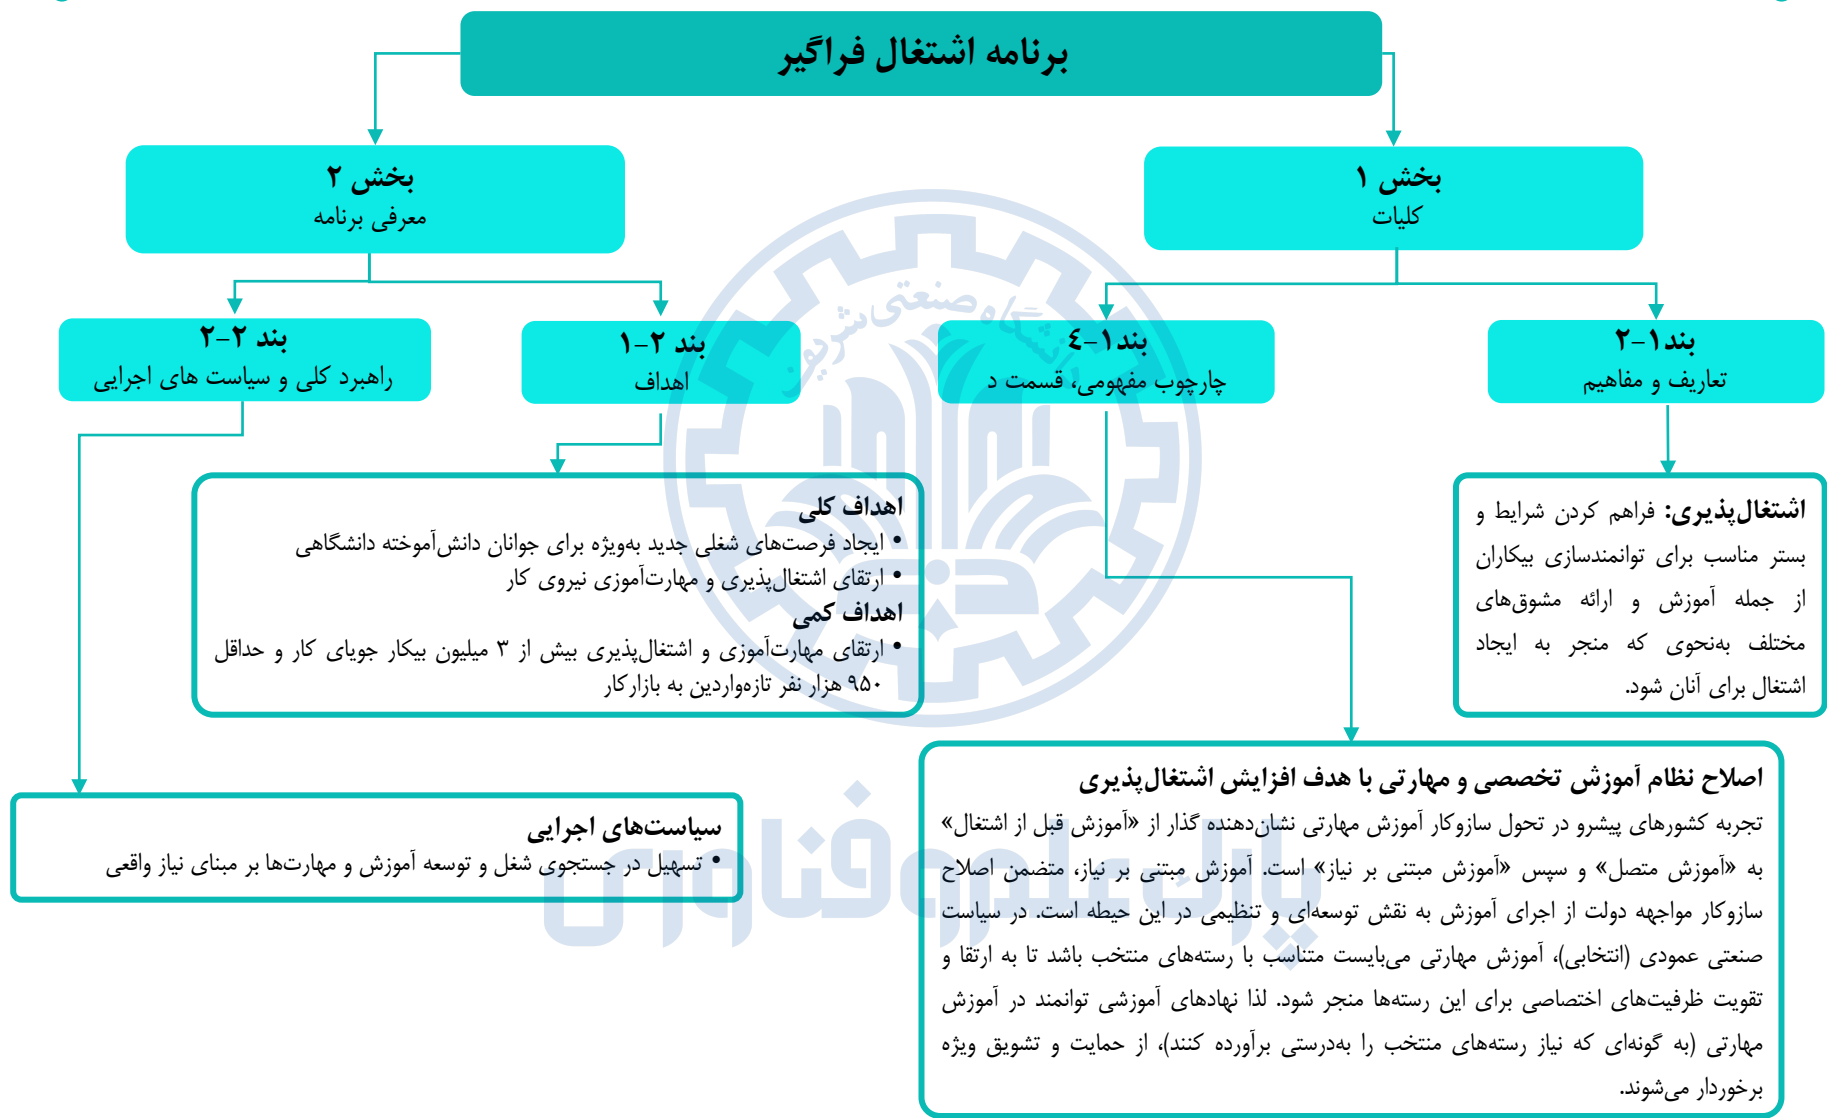 برنامه اشتغال فراگیر
بخش ۱
کلیات
بخش ۲
معرفی برنامه
بند۱-۲
تعاریف و مفاهیم
بند۱-٤
چارچوب مفهومی، قسمت د
بند ۲-۱
اهداف
بند ۲-۲
راهبرد کلی و سیاست های اجرایی
اشتغال‌پذیری: فراهم کردن شرایط و
بستر مناسب برای توانمندسازی بیکاران
از جمله آموزش و ارائه مشوق‌های
مختلف به‌نحوی که منجر به ایجاد
اشتغال برای آنان شود.
اهداف کلی
• ایجاد فرصت‌های شغلی جدید به‌ویژه برای جوانان دانش‌آموخته دانشگاهی
• ارتقای اشتغال‌پذیری و مهارت‌آموزی نیروی کار
اهداف کمی
• ارتقای مهارت‌آموزی و اشتغال‌پذیری بیش از ۳ میلیون بیکار جویای کار و حداقل
۹۵۰ هزار نفر تازه‌واردین به بازارکار
اصلاح نظام آموزش تخصصی و مهارتی با هدف افزایش اشتغال‌پذیری
تجربه کشورهای پیشرو در تحول سازوکار آموزش مهارتی نشان‌دهنده گذار از «آموزش قبل از اشتغال»
به «آموزش متصل» و سپس «آموزش مبتنی بر نیاز» است. آموزش مبتنی بر نیاز، متضمن اصلاح
سازوکار مواجهه دولت از اجرای آموزش به نقش توسعه‌ای و تنظیمی در این حیطه است. در سیاست
صنعتی عمودی (انتخابی)، آموزش مهارتی می‌بایست متناسب با رسته‌های منتخب باشد تا به ارتقا و
تقویت ظرفیت‌های اختصاصی برای این رسته‌ها منجر شود. لذا نهادهای آموزشی توانمند در آموزش
مهارتی (به گونه‌ای که نیاز رسته‌های منتخب را به‌درستی برآورده کنند)، از حمایت و تشویق ویژه
برخوردار می‌شوند.
سیاست‌های اجرایی
• تسهیل در جستجوی شغل و توسعه آموزش و مهارت‌ها بر مبنای نیاز واقعی
دانشگاه صنعتی شریف
پارک علم و فناوری